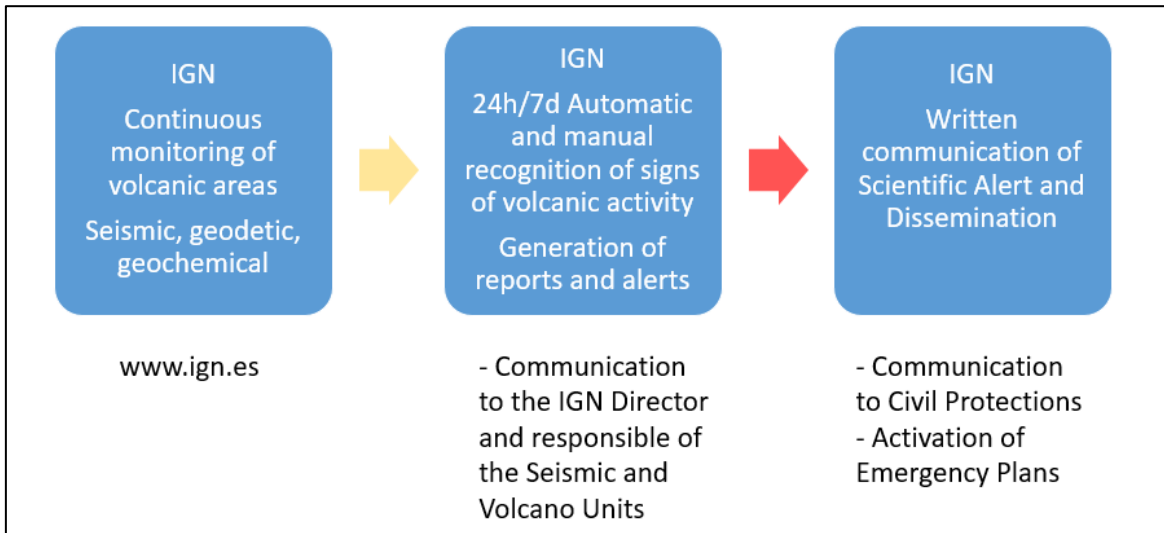 IGN
Continuous
monitoring of
volcanic areas
Seismic, geodetic,
geochemical
www.ign.es
IGN
24h/7d Automatic
and manual
recognition of signs
of volcanic activity
Generation of
reports and alerts
- Communication
to the IGN Director
and responsible of
the Seismic and
Volcano Units
IGN
Written
communication of
Scientific Alert and
Dissemination
- Communication
to Civil Protections
- Activation of
Emergency Plans